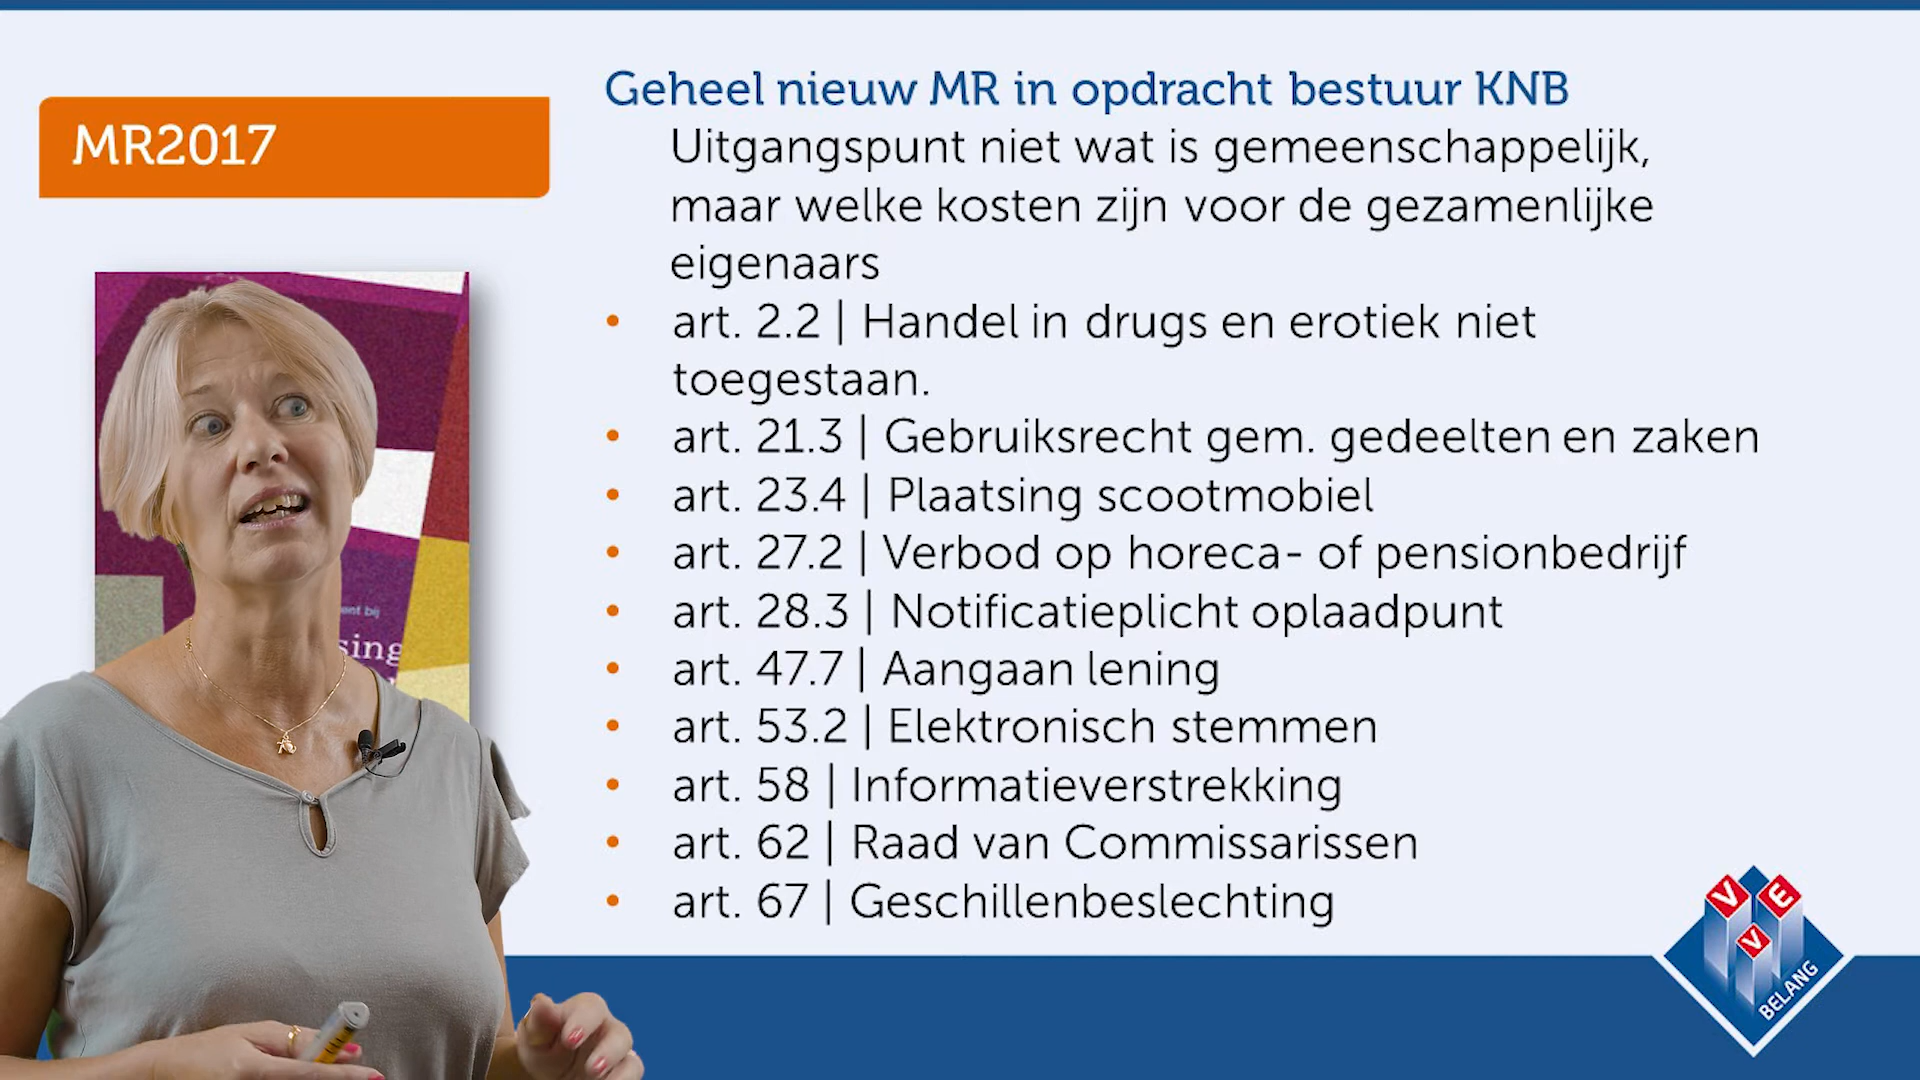 MR2017
Geheel nieuw MR in opdracht bestuur KNB
Uitgangspunt niet wat is gemeenschappelijk,
maar welke kosten zijn voor de gezamenlijke
eigenaars
• art. 2.2 | Handel in drugs en erotiek niet
toegestaan.
• art. 21.3 | Gebruiksrecht gem. gedeelten en zaken
• art. 23.4 | Plaatsing scootmobiel
• art. 27.2 | Verbod op horeca- of pensionbedrijf
• art. 28.3 | Notificatieplicht oplaadpunt
• art. 47.7 | Aangaan lening
• art. 53.2 | Elektronisch stemmen
• art. 58 | Informatieverstrekking
• art. 62 | Raad van Commissarissen
• art. 67 | Geschillenbeslechting
bij
sing
V V E
BELANG